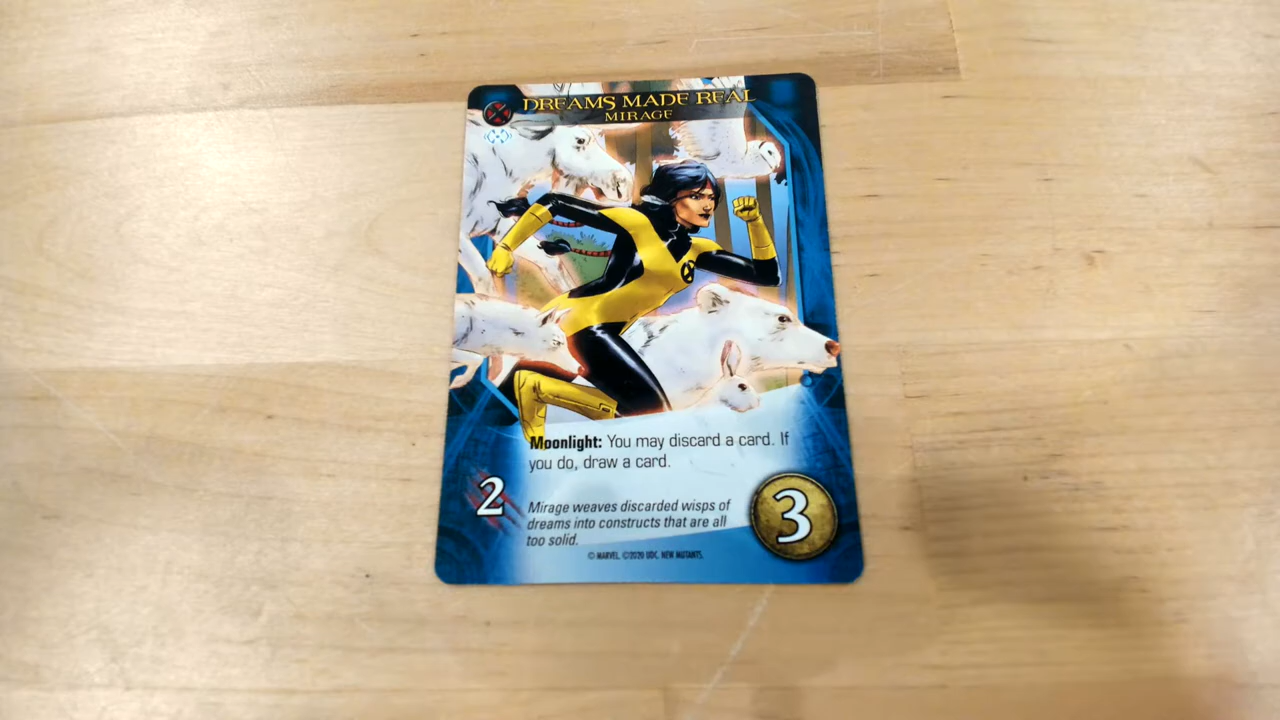 DREAMS MADE REAL
MIRAGE
Moonlight: You may discard a card. If
you do, draw a card.
2
Mirage weaves discarded wisps of
dreams into constructs that are all
too solid.
3
© MARVEL. ©2020 UDC. NEW MUTANTS.